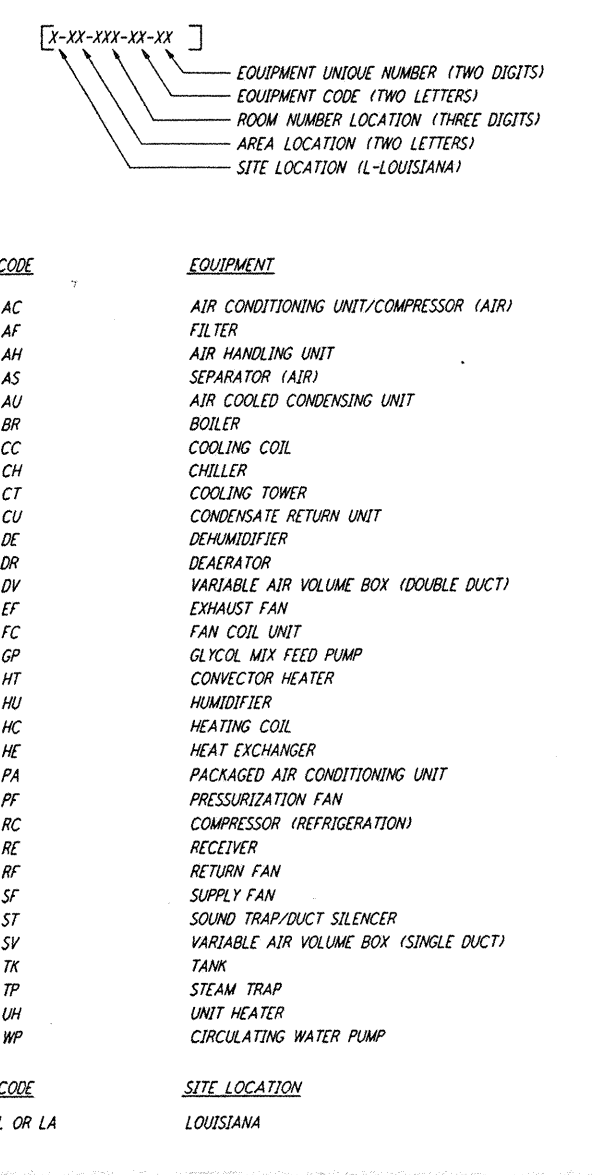 [X-XX-XXX-XX-XX]
EQUIPMENT UNIQUE NUMBER (TWO DIGITS)
EQUIPMENT CODE (TWO LETTERS)
ROOM NUMBER LOCATION (THREE DIGITS)
AREA LOCATION (TWO LETTERS)
SITE LOCATION (L-LOUISIANA)
CODE EQUIPMENT
AC AIR CONDITIONING UNIT/COMPRESSOR (AIR)
AF FILTER
AH AIR HANDLING UNIT
AS SEPARATOR (AIR)
AU AIR COOLED CONDENSING UNIT
BR BOILER
CC COOLING COIL
CH CHILLER
CT COOLING TOWER
CU CONDENSATE RETURN UNIT
DE DEHUMIDIFIER
DR DEAERATOR
DV VARIABLE AIR VOLUME BOX (DOUBLE DUCT)
EF EXHAUST FAN
FC FAN COIL UNIT
GP GLYCOL MIX FEED PUMP
HT CONVECTOR HEATER
HU HUMIDIFIER
HC HEATING COIL
HE HEAT EXCHANGER
PA PACKAGED AIR CONDITIONING UNIT
PF PRESSURIZATION FAN
RC COMPRESSOR (REFRIGERATION)
RE RECEIVER
RF RETURN FAN
SF SUPPLY FAN
ST SOUND TRAP/DUCT SILENCER
SV VARIABLE AIR VOLUME BOX (SINGLE DUCT)
TK TANK
TP STEAM TRAP
UH UNIT HEATER
WP CIRCULATING WATER PUMP
CODE SITE LOCATION
L OR LA LOUISIANA